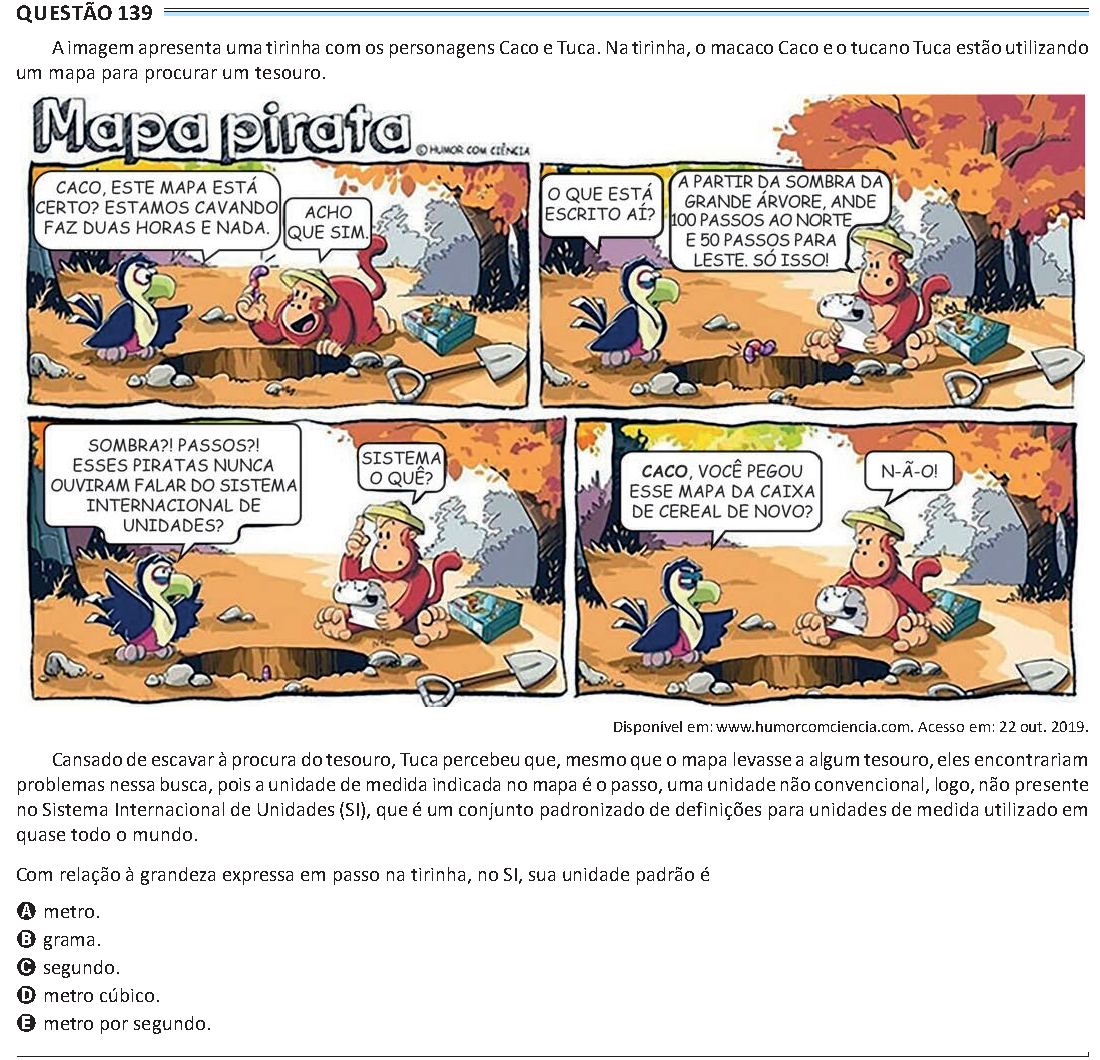 QUESTÃO 139
A imagem apresenta uma tirinha com os personagens Caco e Tuca. Na tirinha, o macaco Caco e o tucano Tuca estão utilizando
um mapa para procurar um tesouro.
Mapa pirata
© HUMOR COM CIÊNCIA
CACO, ESTE MAPA ESTÁ
CERTO? ESTAMOS CAVANDO
FAZ DUAS HORAS E NADA.
ACHO
QUE SIM.
O QUE ESTÁ
ESCRITO AÍ?
A PARTIR DA SOMBRA DA
GRANDE ÁRVORE, ANDE
100 PASSOS AO NORTE
E 50 PASSOS PARA
LESTE. SÓ ISSO!
SOMBRA?! PASSOS?!
ESSES PIRATAS NUNCA
OUVIRAM FALAR DO SISTEMA
INTERNACIONAL DE
UNIDADES?
SISTEMA
O QUÊ?
CACO, VOCÊ PEGOU
ESSE MAPA DA CAIXA
DE CEREAL DE NOVO?
N-Ã-O!
Disponível em: www.humorcomciencia.com. Acesso em: 22 out. 2019.
Cansado de escavar à procura do tesouro, Tuca percebeu que, mesmo que o mapa levasse a algum tesouro, eles encontrariam
problemas nessa busca, pois a unidade de medida indicada no mapa é o passo, uma unidade não convencional, logo, não presente
no Sistema Internacional de Unidades (SI), que é um conjunto padronizado de definições para unidades de medida utilizado em
quase todo o mundo.
Com relação à grandeza expressa em passo na tirinha, no SI, sua unidade padrão é
A metro.
B grama.
C segundo.
D metro cúbico.
E metro por segundo.